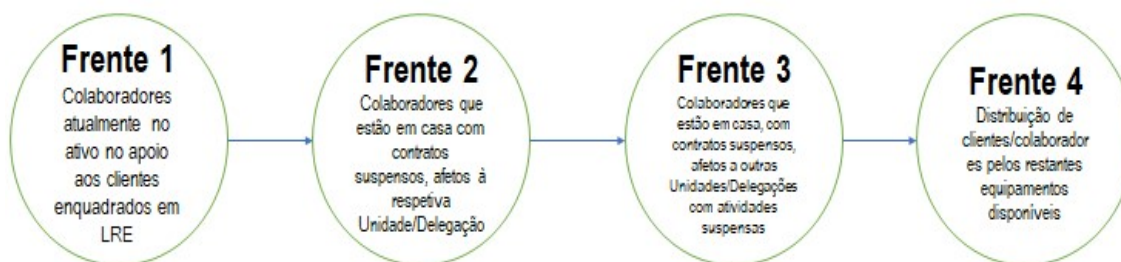 Frente 1
Colaboradores
atualmente no
ativo no apoio
aos clientes
enquadrados em
LRE
Frente 2
Colaboradores que
estão em casa com
contratos
suspensos, afetos à
respetiva
Unidade/Delegação
Frente 3
Colaboradores que
estão em casa, com
contratos suspensos,
afetos a outras
Unidades/Delegações
com atividades
suspensas
Frente 4
Distribuição de
clientes/colaborador
es pelos restantes
equipamentos
disponíveis